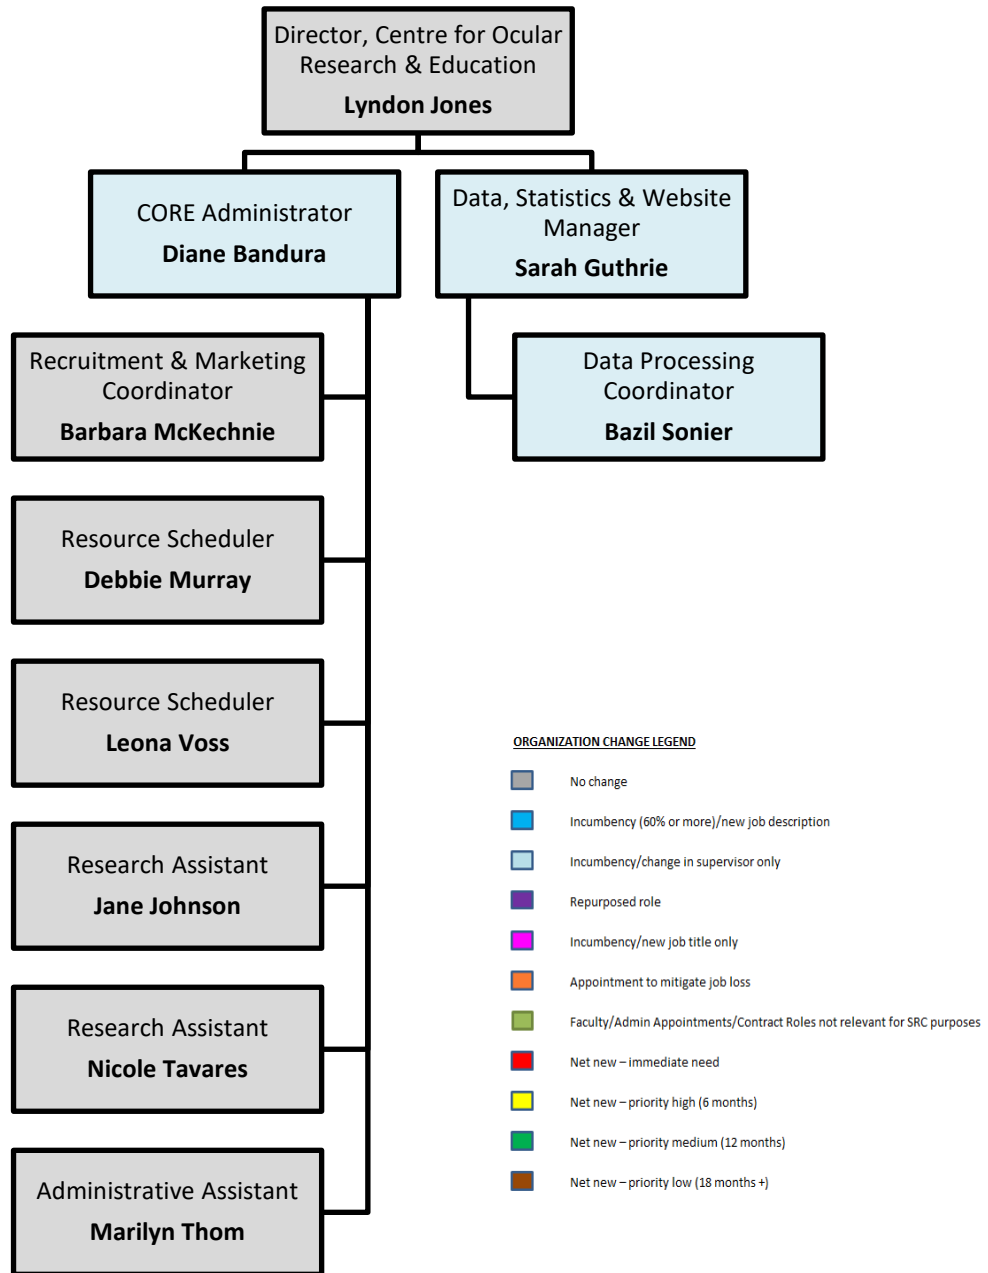 Director, Centre for Ocular
Research & Education
Lyndon Jones
CORE Administrator
Diane Bandura
Data, Statistics & Website
Manager
Sarah Guthrie
Recruitment & Marketing
Coordinator
Barbara McKechnie
Data Processing
Coordinator
Bazil Sonier
Resource Scheduler
Debbie Murray
Resource Scheduler
Leona Voss
Research Assistant
Jane Johnson
Research Assistant
Nicole Tavares
Administrative Assistant
Marilyn Thom
ORGANIZATION CHANGE LEGEND
No change
Incumbency (60% or more)/new job description
Incumbency/change in supervisor only
Repurposed role
Incumbency/new job title only
Appointment to mitigate job loss
Faculty/Admin Appointments/Contract Roles not relevant for SRC purposes
Net new – immediate need
Net new – priority high (6 months)
Net new – priority medium (12 months)
Net new – priority low (18 months +)